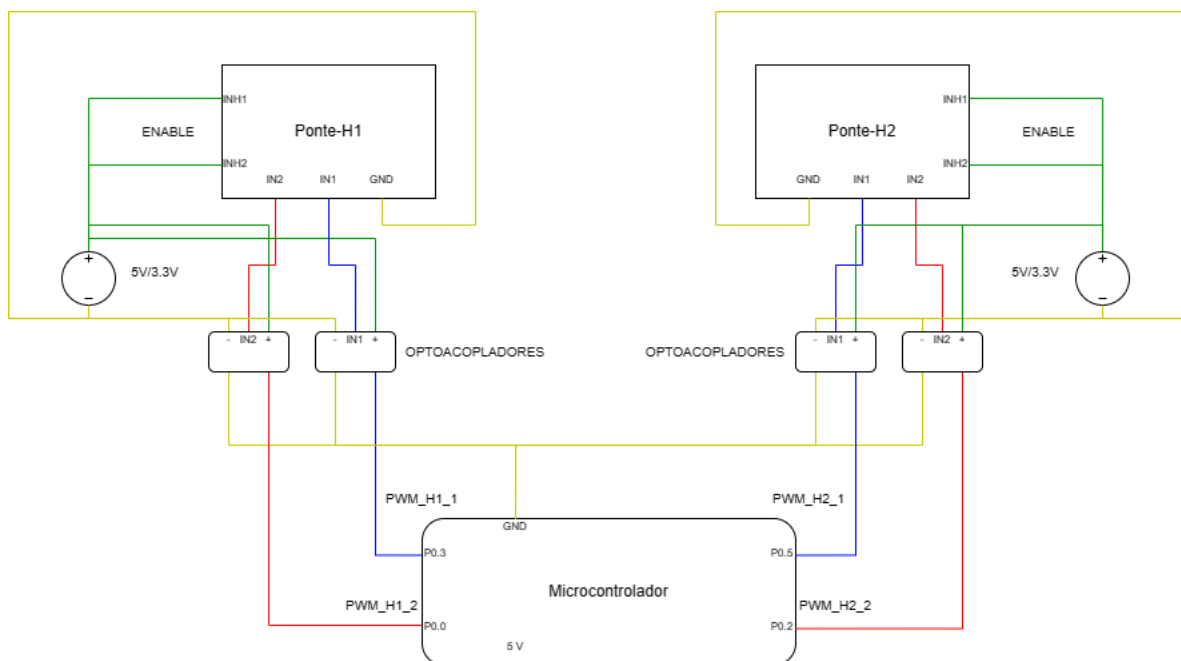 INH1
ENABLE
Ponte-H1
INH2
IN2 IN1 GND
INH1
Ponte-H2
ENABLE
INH2
GND IN1 IN2
+
5V/3.3V
-
+
5V/3.3V
-
- IN2 +
- IN1 +
OPTOACOPLADORES
OPTOACOPLADORES
- IN1 +
- IN2 +
PWM_H1_1
PWM_H2_1
GND
P0.3
P0.5
Microcontrolador
PWM_H1_2
PWM_H2_2
P0.0
P0.2
5 V